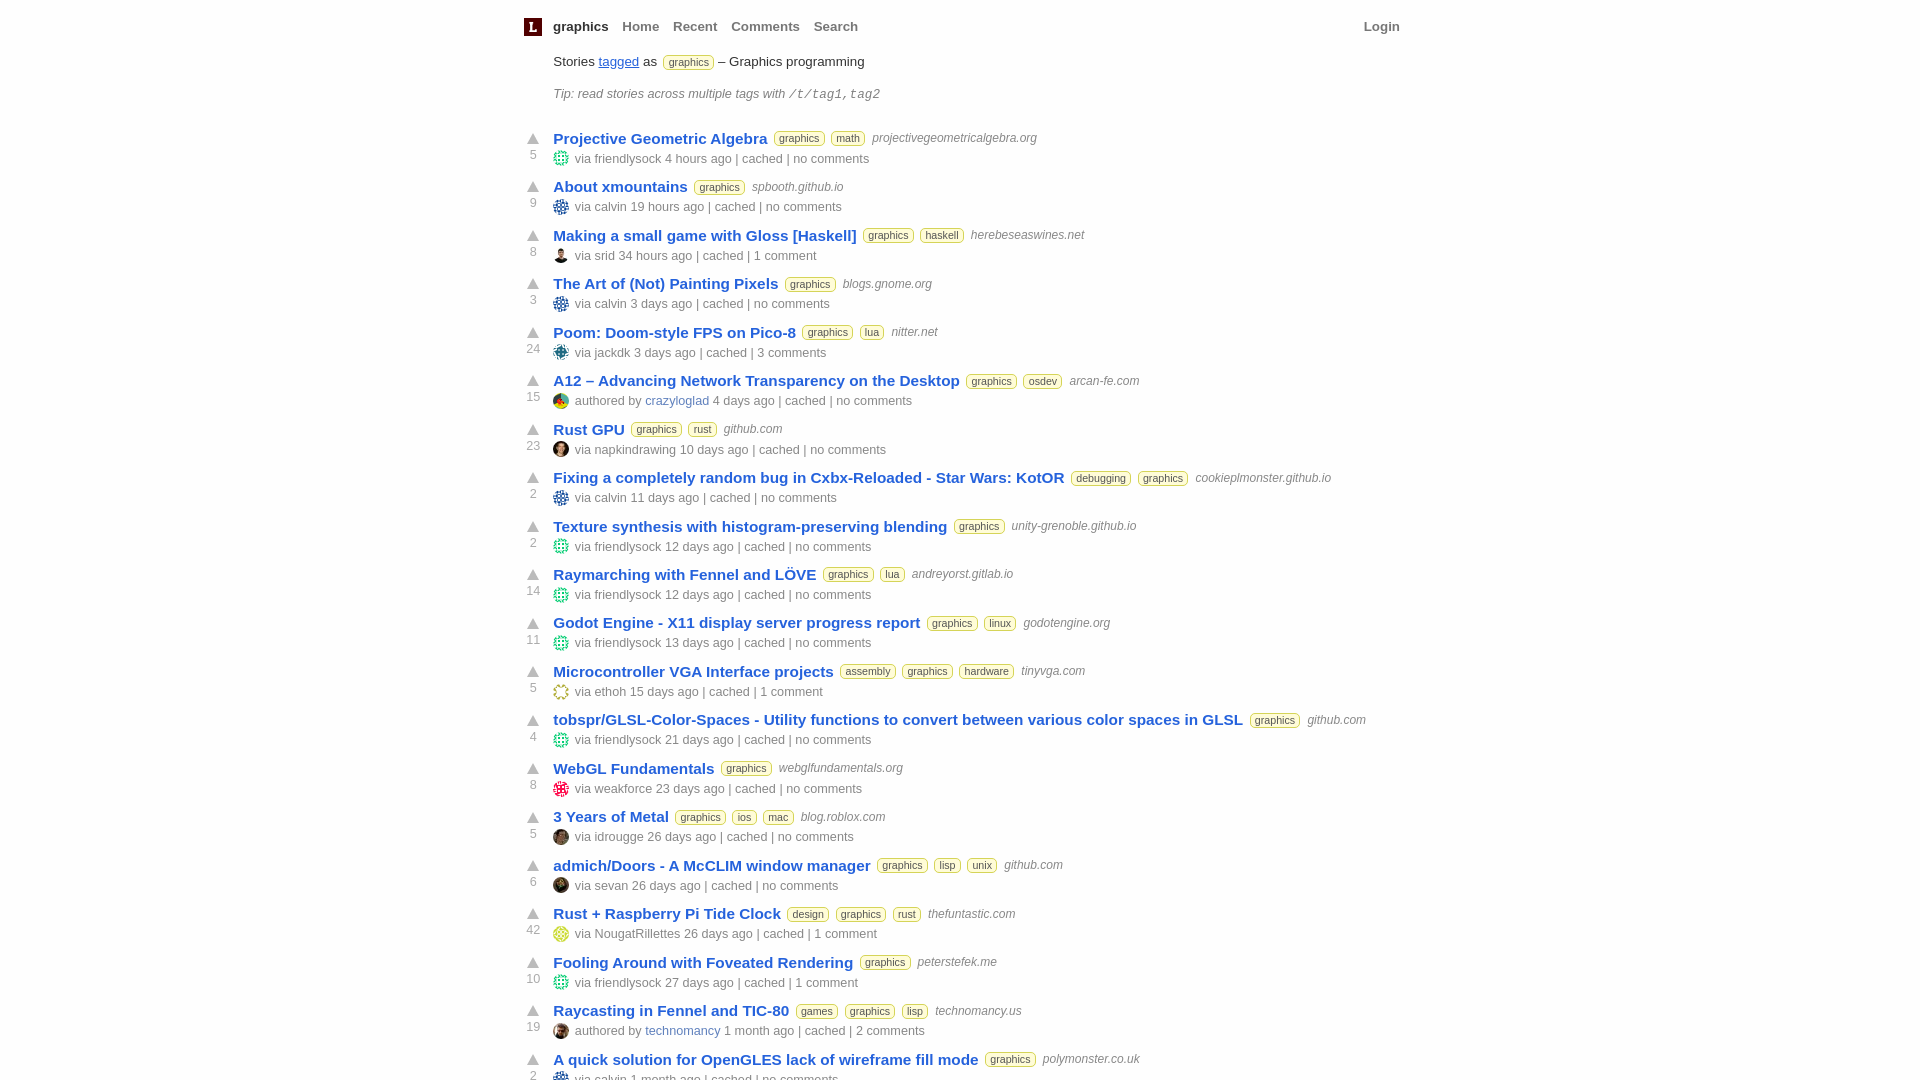 L graphics Home Recent Comments Search Login
Stories tagged as graphics – Graphics programming
Tip: read stories across multiple tags with /t/tag1,tag2
Projective Geometric Algebra graphics math projectivegeometricalgebra.org
5 via friendlysock 4 hours ago | cached | no comments
About xmountains graphics spbooth.github.io
9 via calvin 19 hours ago | cached | no comments
Making a small game with Gloss [Haskell] graphics haskell herebeseaswines.net
8 via srid 34 hours ago | cached | 1 comment
The Art of (Not) Painting Pixels graphics blogs.gnome.org
3 via calvin 3 days ago | cached | no comments
Poom: Doom-style FPS on Pico-8 graphics lua nitter.net
24 via jackdk 3 days ago | cached | 3 comments
A12 – Advancing Network Transparency on the Desktop graphics osdev arcan-fe.com
15 authored by crazyloglad 4 days ago | cached | no comments
Rust GPU graphics rust github.com
23 via napkindrawing 10 days ago | cached | no comments
Fixing a completely random bug in Cxbx-Reloaded - Star Wars: KotOR debugging graphics cookieplmonster.github.io
2 via calvin 11 days ago | cached | no comments
Texture synthesis with histogram-preserving blending graphics unity-grenoble.github.io
2 via friendlysock 12 days ago | cached | no comments
Raymarching with Fennel and LÖVE graphics lua andreyorst.gitlab.io
14 via friendlysock 12 days ago | cached | no comments
Godot Engine - X11 display server progress report graphics linux godotengine.org
11 via friendlysock 13 days ago | cached | no comments
Microcontroller VGA Interface projects assembly graphics hardware tinyvga.com
5 via ethoh 15 days ago | cached | 1 comment
tobspr/GLSL-Color-Spaces - Utility functions to convert between various color spaces in GLSL graphics github.com
4 via friendlysock 21 days ago | cached | no comments
WebGL Fundamentals graphics webglfundamentals.org
8 via weakforce 23 days ago | cached | no comments
3 Years of Metal graphics ios mac blog.roblox.com
5 via idrougge 26 days ago | cached | no comments
admich/Doors - A McCLIM window manager graphics lisp unix github.com
6 via sevan 26 days ago | cached | no comments
Rust + Raspberry Pi Tide Clock design graphics rust thefuntastic.com
42 via NougatRillettes 26 days ago | cached | 1 comment
Fooling Around with Foveated Rendering graphics peterstefek.me
10 via friendlysock 27 days ago | cached | 1 comment
Raycasting in Fennel and TIC-80 games graphics lisp technomancy.us
19 authored by technomancy 1 month ago | cached | 2 comments
A quick solution for OpenGLES lack of wireframe fill mode graphics polymonster.co.uk
2 via calvin 1 month ago | cached | no comments